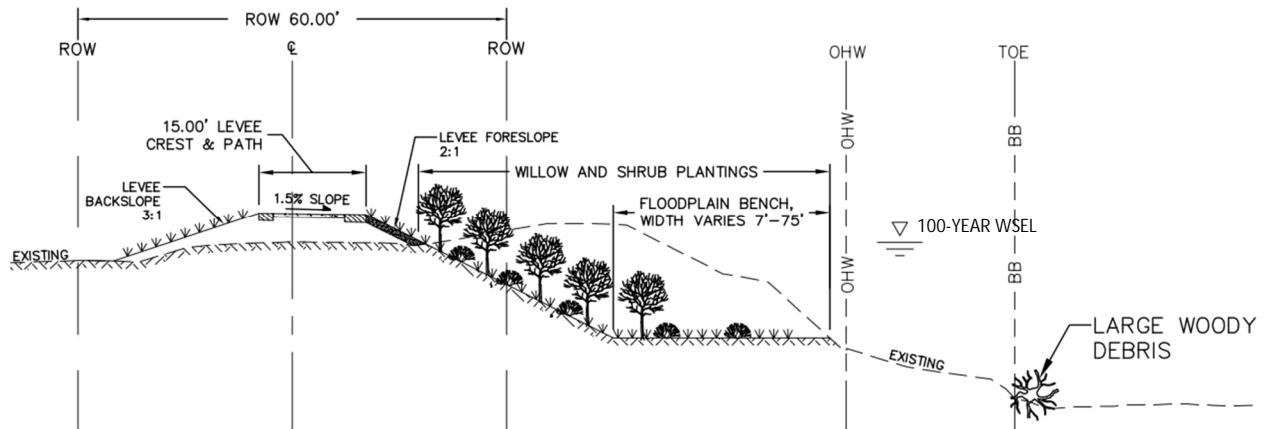 ROW 60.00'
ROW
℄
ROW
OHW
TOE
15.00' LEVEE
CREST & PATH
LEVEE FORESLOPE
2:1
OHW
BB
WILLOW AND SHRUB PLANTINGS
LEVEE
BACKSLOPE
3:1
1.5% SLOPE
FLOODPLAIN BENCH,
WIDTH VARIES 7'-75'
100-YEAR WSEL
EXISTING
OHW
BB
LARGE WOODY
DEBRIS
EXISTING